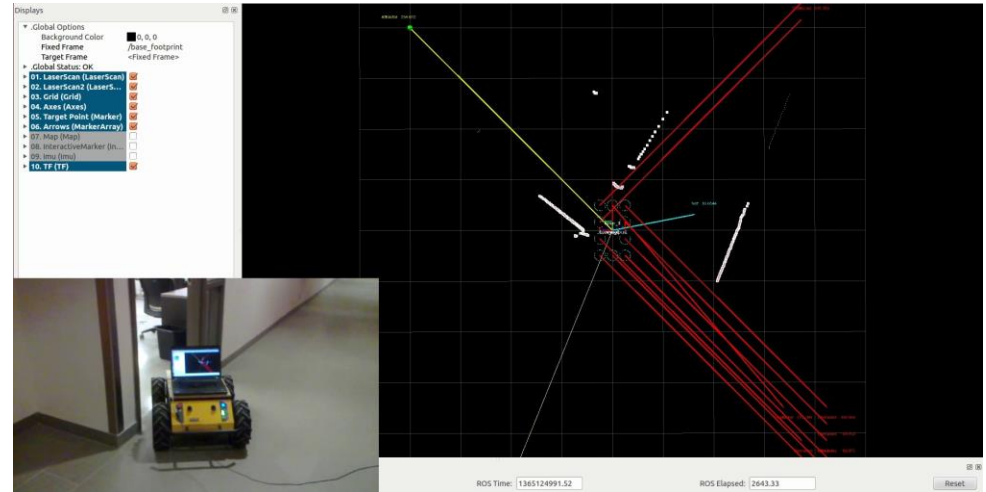 Displays
.Global Options
Background Color 0, 0, 0
Fixed Frame /base_footprint
Target Frame <Fixed Frame>
.Global Status: OK
01. LaserScan (LaserScan)
02. LaserScan2 (LaserS...
03. Grid (Grid)
04. Axes (Axes)
05. Target Point (Marker)
06. Arrows (MarkerArray)
07. Map (Map)
08. InteractiveMarker (In...
09. Imu (Imu)
10. TF (TF)
ROS Time: 1365124991.52 ROS Elapsed: 2643.33 Reset